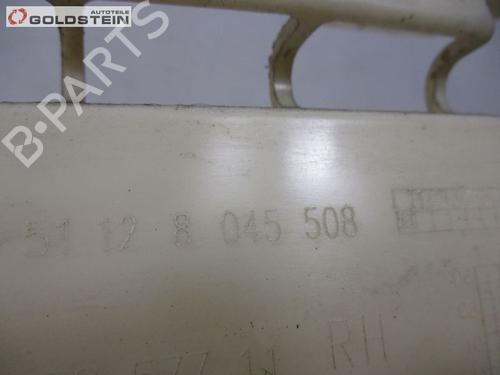 AUTOTEILE
GOLDSTEIN
B-PARTS
51 12 8 045 508
RH